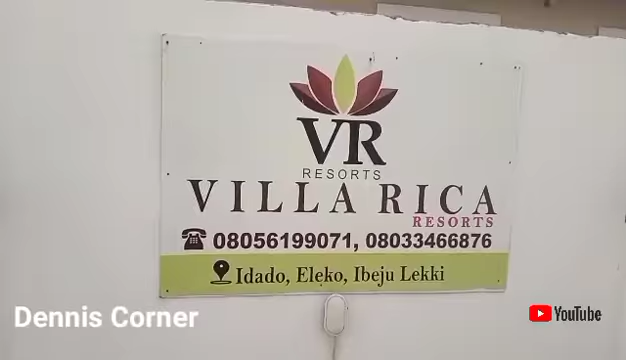 VR
RESORTS
VILLA RICA
RESORTS
08056199071, 08033466876
Idado, Eleko, Ibeju Lekki
Dennis Corner
YouTube